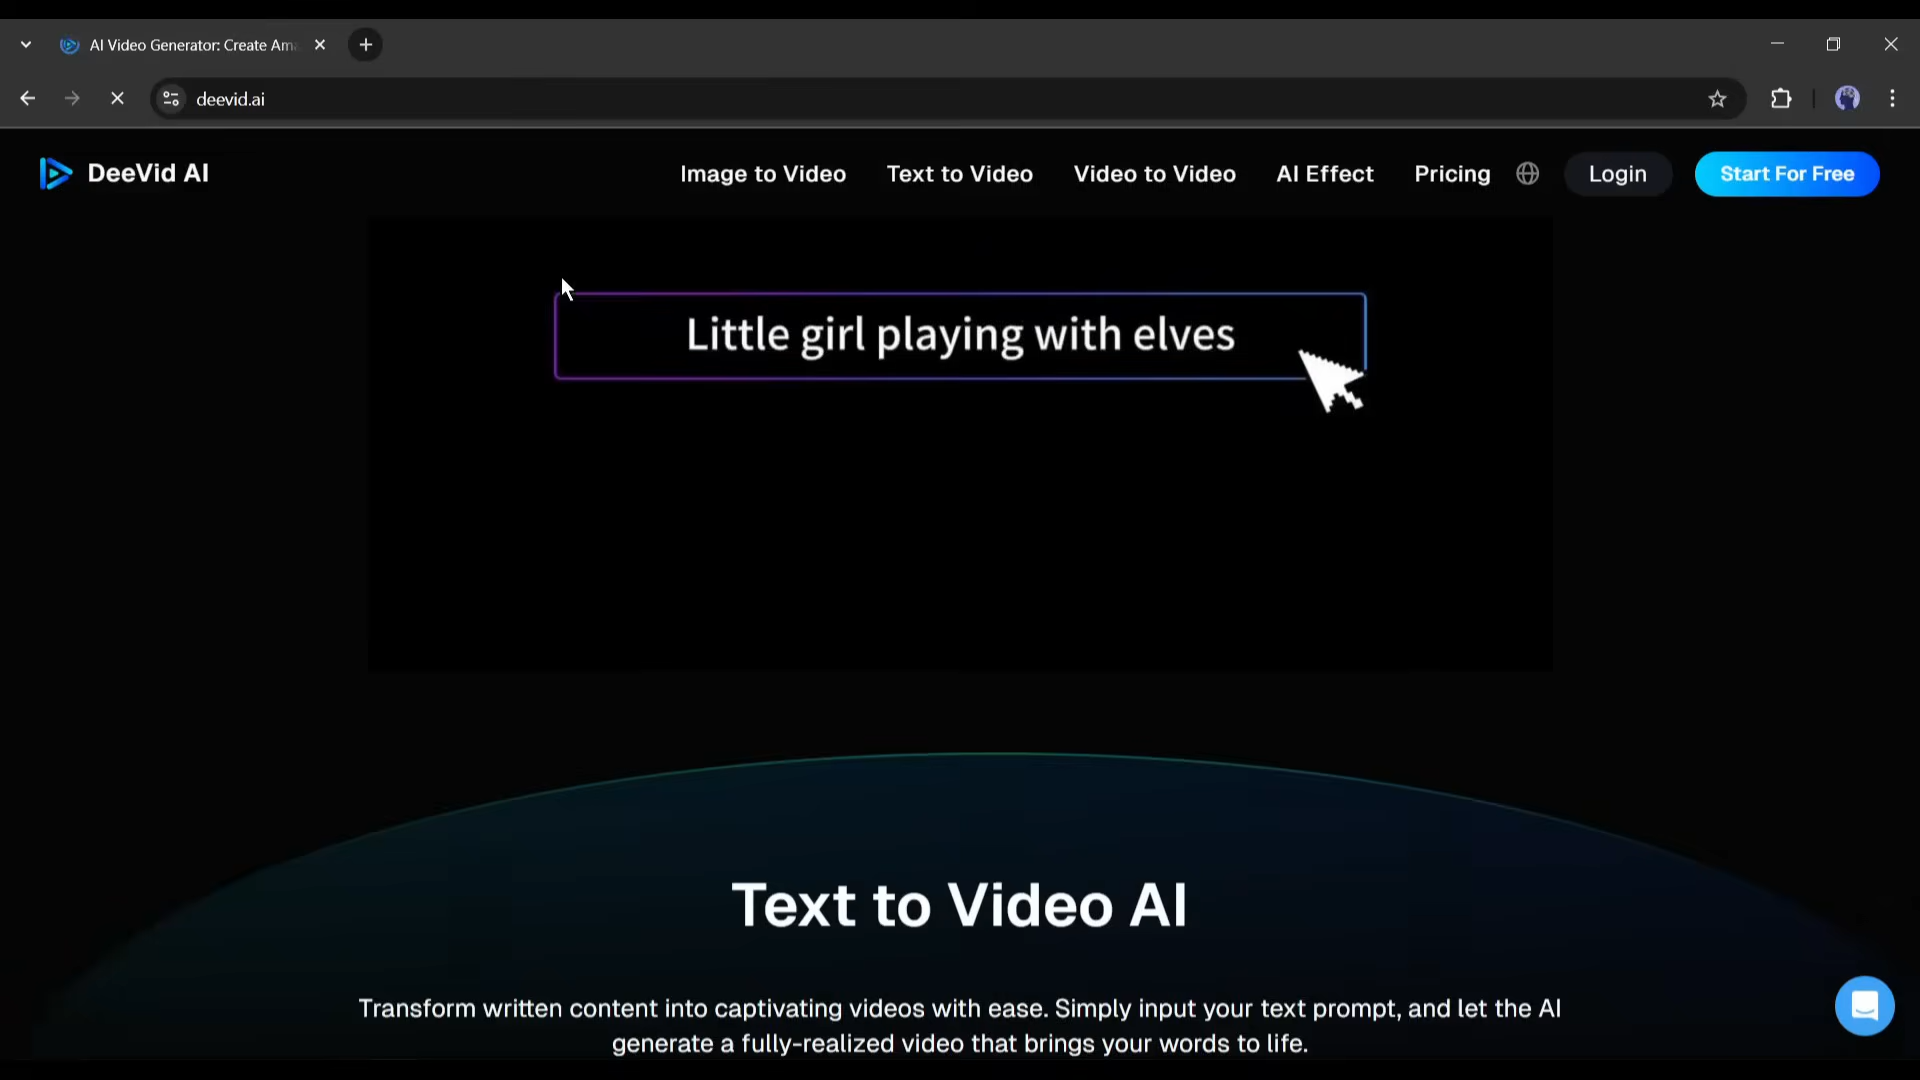 AI Video Generator: Create Am
deevid.ai
DeeVid AI
Image to Video
Text to Video
Video to Video
AI Effect
Pricing
Login
Start For Free
Little girl playing with elves
Text to Video AI
Transform written content into captivating videos with ease. Simply input your text prompt, and let the AI
generate a fully-realized video that brings your words to life.